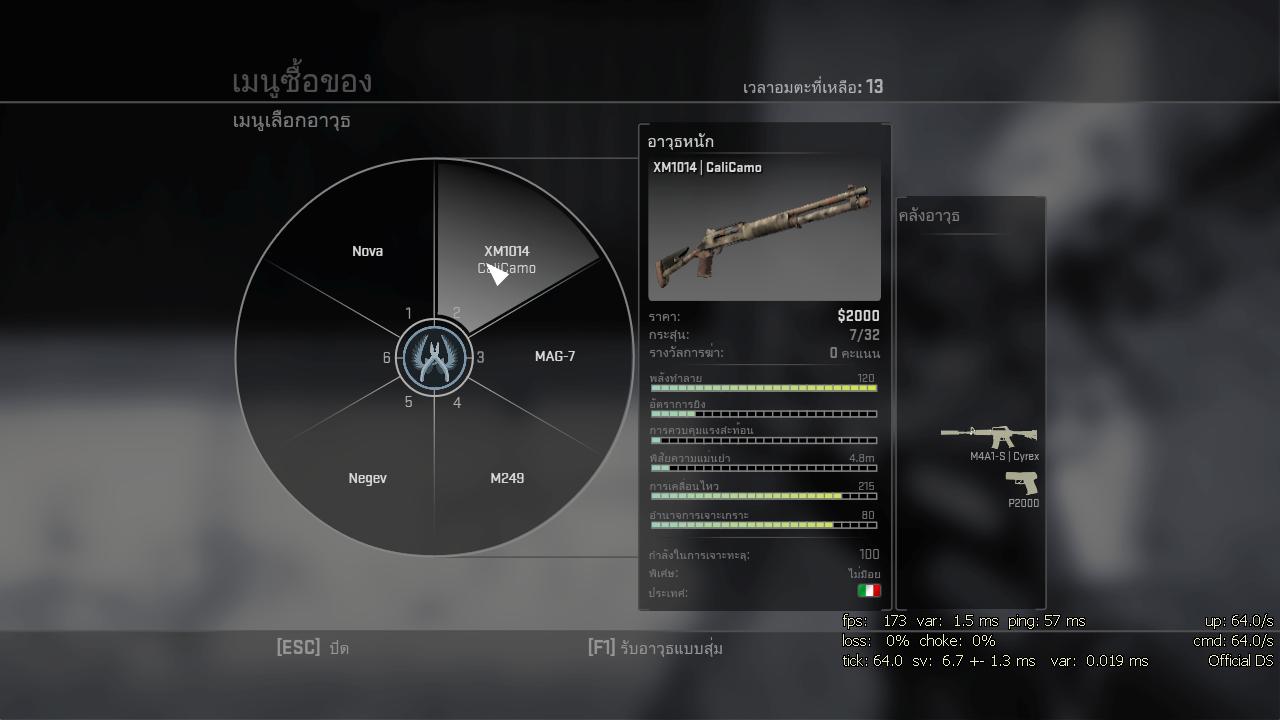 เมนูซื้อของ
เวลาอมตะที่เหลือ: 13
เมนูเลือกอาวุธ
Nova
XM1014
CaliCamo
MAG-7
M249
Negev
1
2
3
4
5
6
อาวุธหนัก
XM1014 | CaliCamo
ราคา: $2000
กระสุน: 7/32
รางวัลการฆ่า: 0 คะแนน
พลังทำลาย 120
อัตราการยิง
การควบคุมแรงสะท้อน
พิสัยความแม่นยำ 4.8m
การเคลื่อนไหว 215
อำนาจการเจาะเกราะ 80
กำลังในการเจาะทะลุ: 100
พิเศษ: ไม่มีอย
ประเทศ:
คลังอาวุธ
M4A1-S | Cyrex
P2000
[ESC] ปิด
[F1] รับอาวุธแบบสุ่ม
fps: 173 var: 1.5 ms ping: 57 ms up: 64.0/s
loss: 0% choke: 0% cmd: 64.0/s
tick: 64.0 sv: 6.7 +- 1.3 ms var: 0.019 ms Official DS